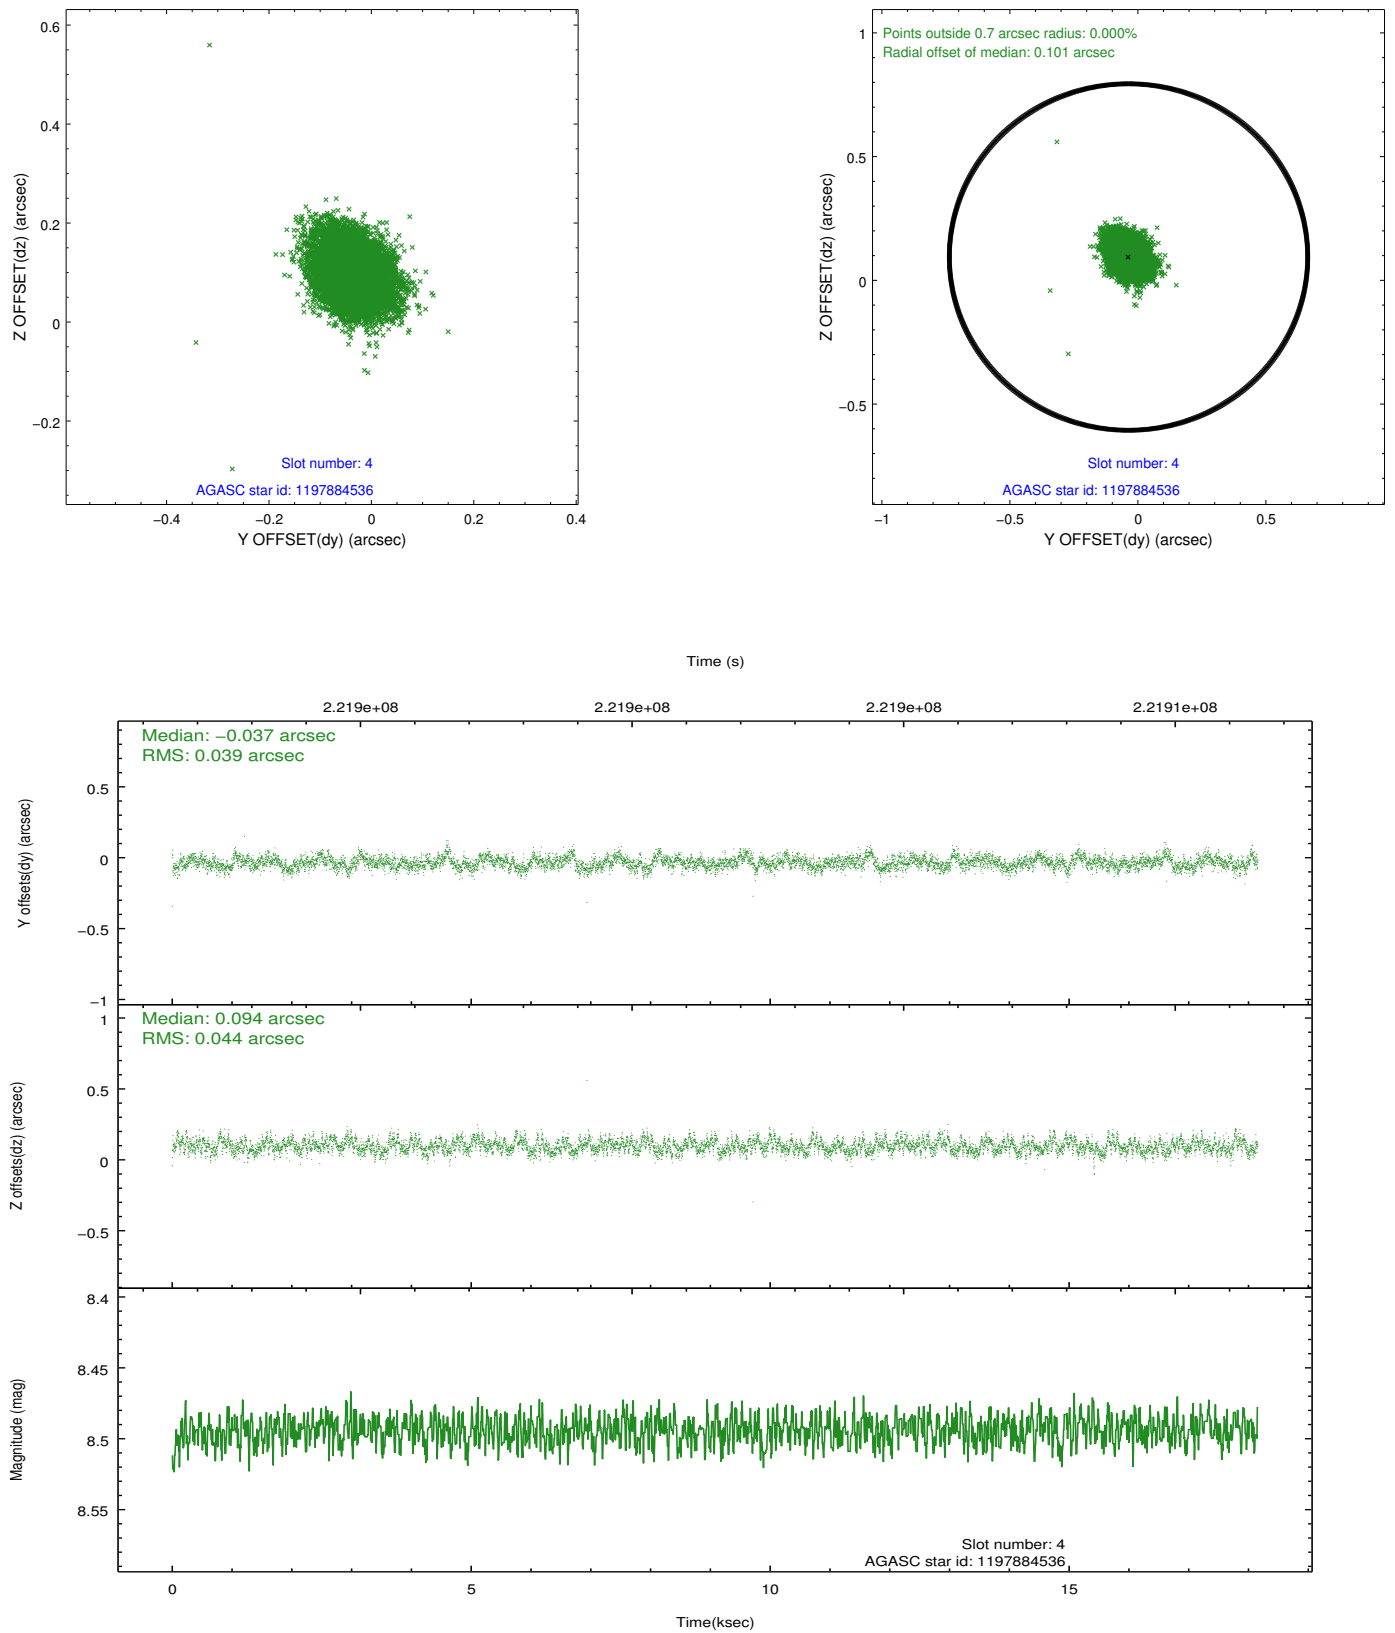 0.6
0.4
0.2
0
−0.2
Z OFFSET(dz) (arcsec)
Slot number: 4
AGASC star id: 1197884536
−0.4
−0.2
0
0.2
0.4
Y OFFSET(dy) (arcsec)
Points outside 0.7 arcsec radius: 0.000%
Radial offset of median: 0.101 arcsec
1
0.5
0
−0.5
Z OFFSET(dz) (arcsec)
Slot number: 4
AGASC star id: 1197884536
−1
−0.5
0
0.5
Y OFFSET(dy) (arcsec)
Time (s)
2.219e+08
2.219e+08
2.219e+08
2.2191e+08
Median: −0.037 arcsec
RMS: 0.039 arcsec
0.5
0
−0.5
−1
Y offsets(dy) (arcsec)
Median: 0.094 arcsec
RMS: 0.044 arcsec
1
0.5
0
−0.5
Z offsets(dz) (arcsec)
8.4
8.45
8.5
8.55
Magnitude (mag)
Slot number: 4
AGASC star id: 1197884536
0
5
10
15
Time(ksec)